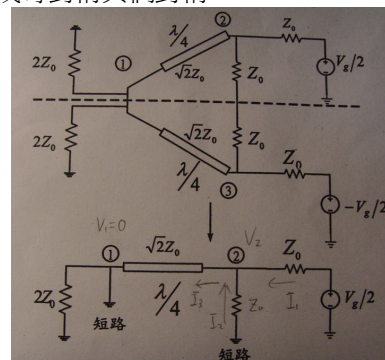 ②
λ/4
Z₀
2Z₀
①
√2Z₀
Z₀
V_g/2
2Z₀
√2Z₀
Z₀
λ/4
Z₀
③
-V_g/2
V₁=0
V₂
①
√2Z₀
②
Z₀
2Z₀
λ/4
I₃
I₂
Z₀
I₁
V_g/2
短路
短路